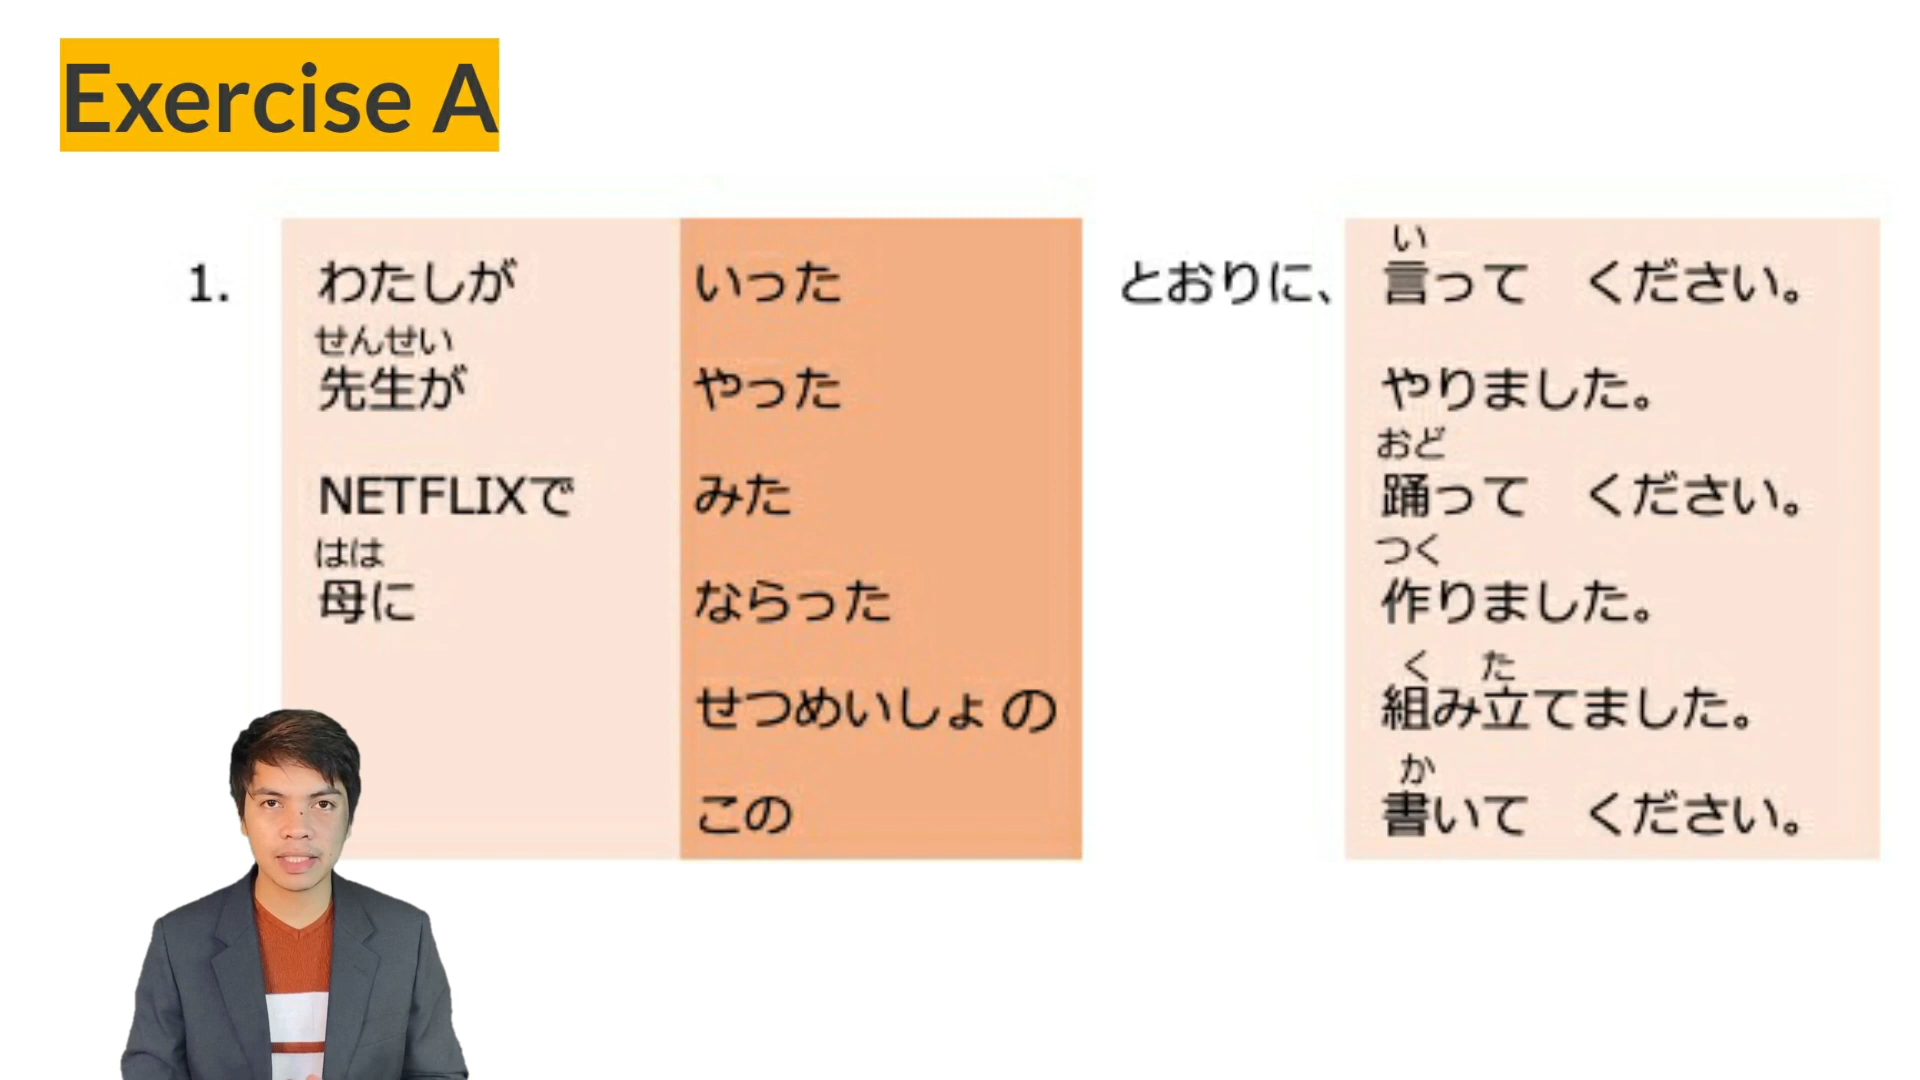 Exercise A
1. わたしが いった とおりに、 言って ください。
い
せんせい
先生が やった やりました。
おど
NETFLIXで みた 踊って ください。
はは つく
母に ならった 作りました。
く た
せつめいしょ の 組み立てました。
か
この 書いて ください。